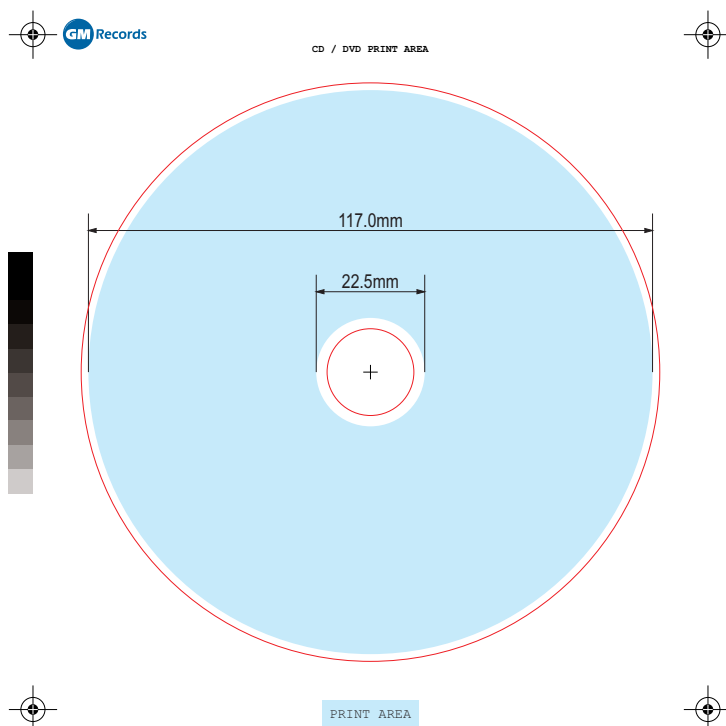 GM Records
CD / DVD PRINT AREA
117.0mm
22.5mm
PRINT AREA